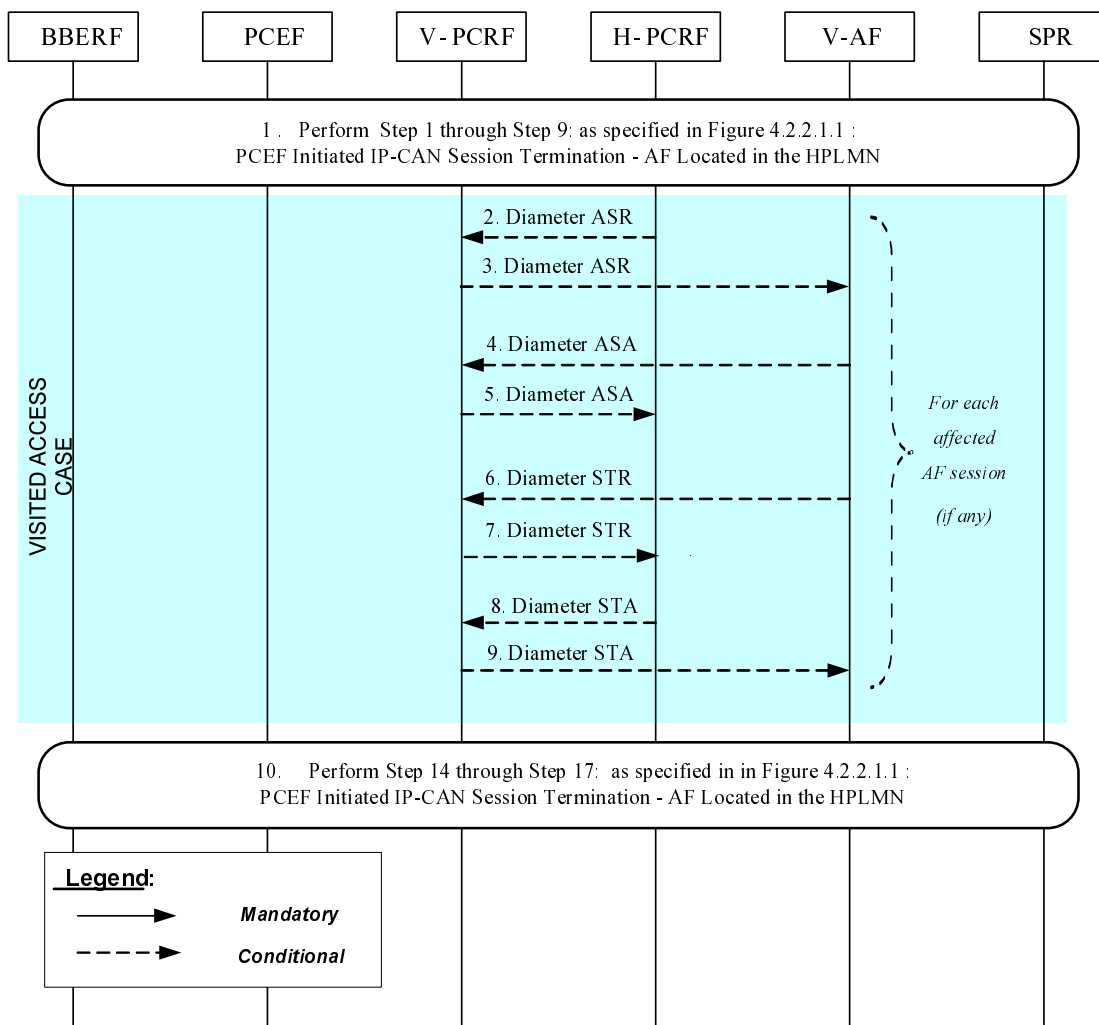 BBERF
PCEF
V- PCRF
H- PCRF
V-AF
SPR
1 . Perform Step 1 through Step 9: as specified in Figure 4.2.2.1.1 :
PCEF Initiated IP-CAN Session Termination - AF Located in the HPLMN
2. Diameter ASR
3. Diameter ASR
4. Diameter ASA
5. Diameter ASA
6. Diameter STR
7. Diameter STR
8. Diameter STA
9. Diameter STA
For each
affected
AF session
(if any)
VISITED ACCESS
CASE
10. Perform Step 14 through Step 17: as specified in in Figure 4.2.2.1.1 :
PCEF Initiated IP-CAN Session Termination - AF Located in the HPLMN
Legend:
Mandatory
Conditional